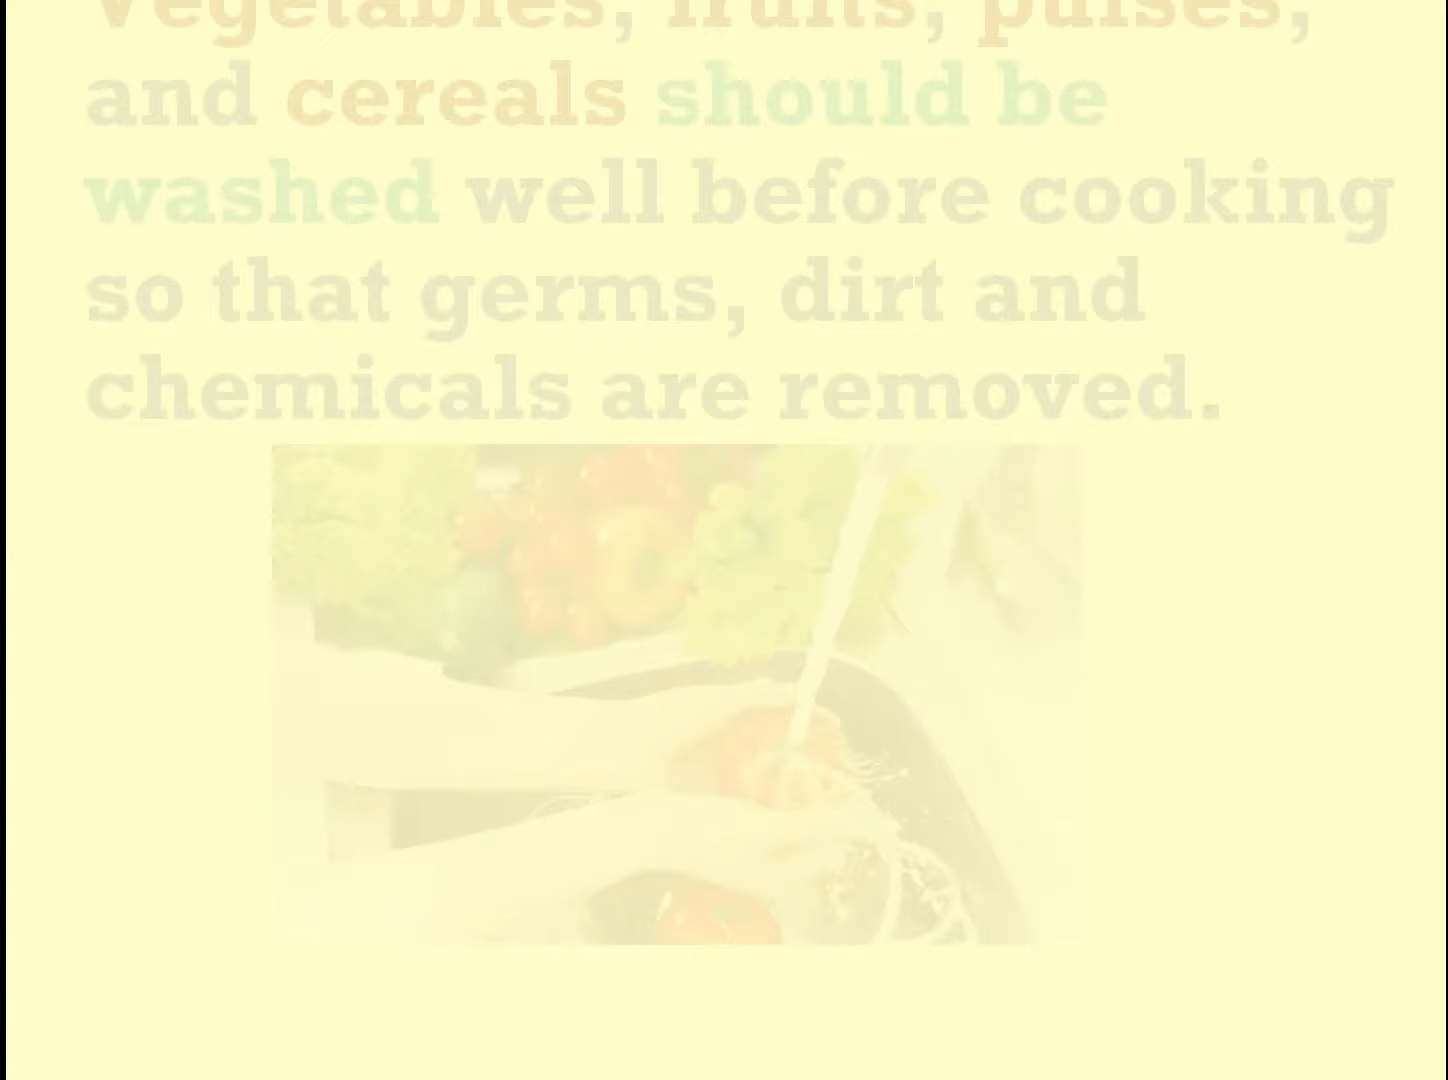 Vegetables, fruits, pulses,
and cereals should be
washed well before cooking
so that germs, dirt and
chemicals are removed.